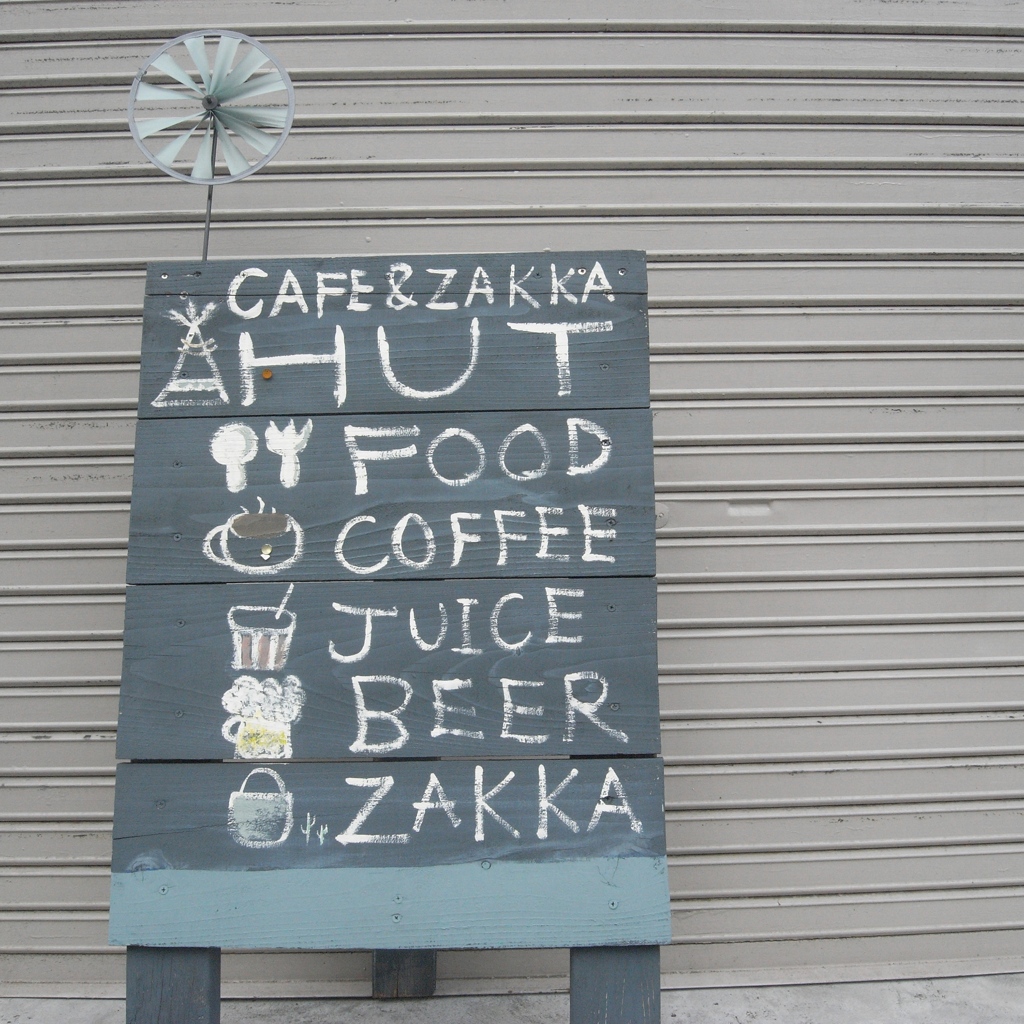 CAFE&ZAKKA
HUT
FOOD
COFFEE
JUICE
BEER
ZAKKA